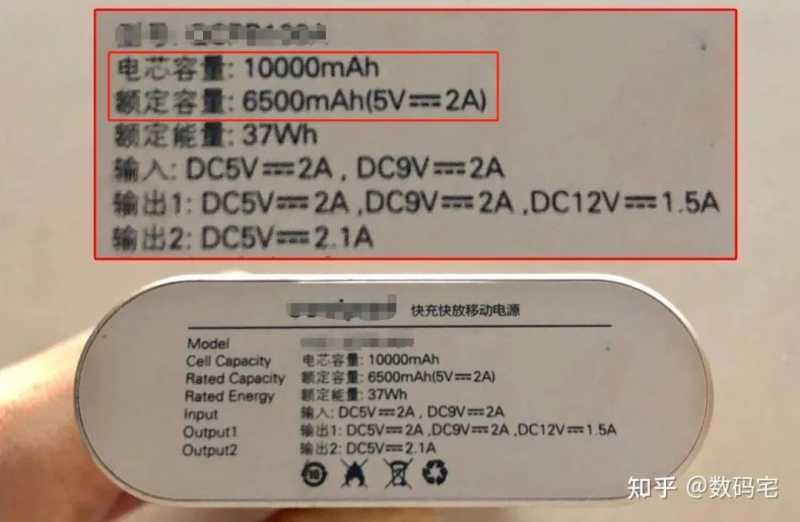 电芯容量: 10000mAh
额定容量: 6500mAh(5V⎓2A)
额定能量: 37Wh
输入: DC5V⎓2A , DC9V⎓2A
输出1: DC5V⎓2A ,DC9V⎓2A ,DC12V⎓1.5A
输出2: DC5V⎓2.1A
快充快放移动电源
Model
Cell Capacity 电芯容量: 10000mAh
Rated Capacity 额定容量: 6500mAh(5V⎓2A)
Rated Energy 额定能量: 37Wh
Input 输入: DC5V⎓2A , DC9V⎓2A
Output1 输出1: DC5V⎓2A ,DC9V⎓2A ,DC12V⎓1.5A
Output2 输出2: DC5V⎓2.1A
10
知乎 @数码宅